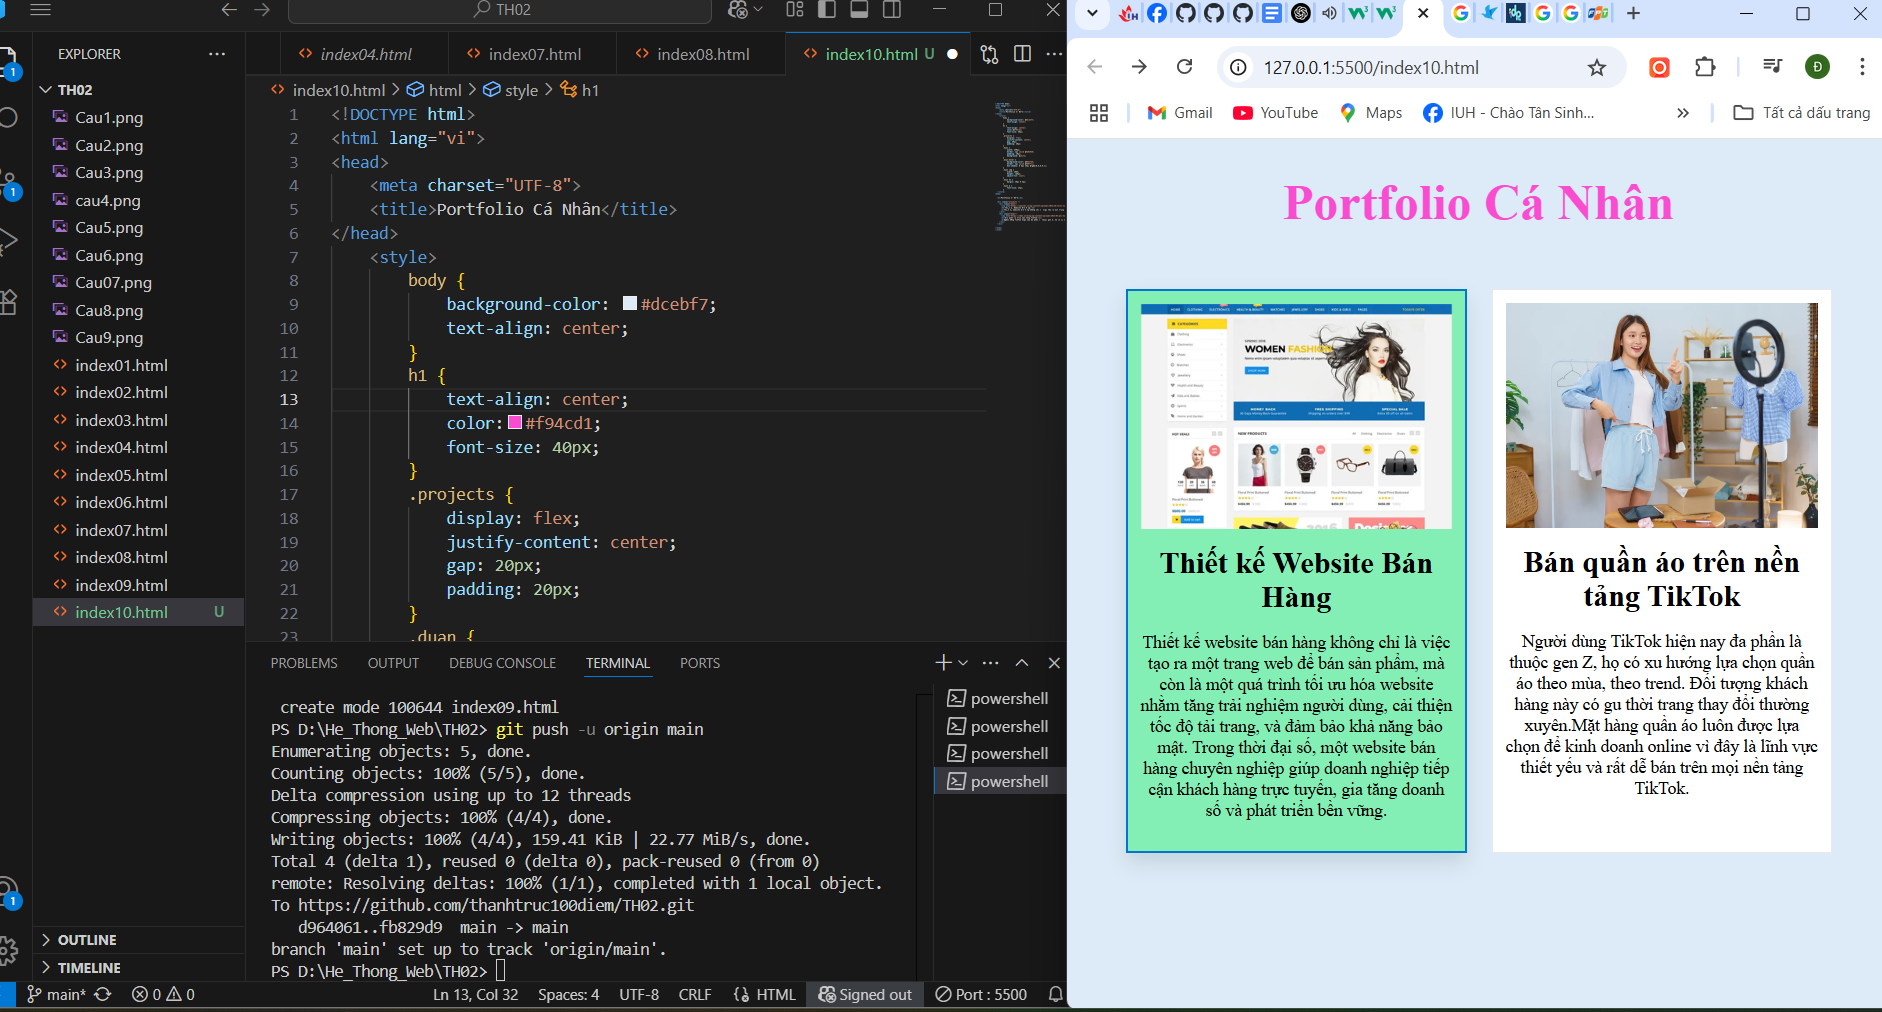 TH02
EXPLORER
TH02
Cau1.png
Cau2.png
Cau3.png
cau4.png
Cau5.png
Cau6.png
Cau07.png
Cau8.png
Cau9.png
index01.html
index02.html
index03.html
index04.html
index05.html
index06.html
index07.html
index08.html
index09.html
index10.html U
OUTLINE
TIMELINE
1
1
1
index04.html
index07.html
index08.html
index10.html U
index10.html > html > style > h1
1 <!DOCTYPE html>
2 <html lang="vi">
3 <head>
4 <meta charset="UTF-8">
5 <title>Portfolio Cá Nhân</title>
6 </head>
7 <style>
8 body {
9 background-color: #dcebf7;
10 text-align: center;
11 }
12 h1 {
13 text-align: center;
14 color: #f94cd1;
15 font-size: 40px;
16 }
17 .projects {
18 display: flex;
19 justify-content: center;
20 gap: 20px;
21 padding: 20px;
22 }
23 .duan {
PROBLEMS OUTPUT DEBUG CONSOLE TERMINAL PORTS
create mode 100644 index09.html
PS D:\He_Thong_Web\TH02> git push -u origin main
Enumerating objects: 5, done.
Counting objects: 100% (5/5), done.
Delta compression using up to 12 threads
Compressing objects: 100% (4/4), done.
Writing objects: 100% (4/4), 159.41 KiB | 22.77 MiB/s, done.
Total 4 (delta 1), reused 0 (delta 0), pack-reused 0 (from 0)
remote: Resolving deltas: 100% (1/1), completed with 1 local object.
To https://github.com/thanhtruc100diem/TH02.git
d964061..fb829d9 main -> main
branch 'main' set up to track 'origin/main'.
PS D:\He_Thong_Web\TH02>
powershell
powershell
powershell
powershell
main* 0 0 Ln 13, Col 32 Spaces: 4 UTF-8 CRLF HTML Signed out Port : 5500
127.0.0.1:5500/index10.html
Đ
Gmail YouTube Maps IUH - Chào Tân Sinh... Tất cả dấu trang
Portfolio Cá Nhân
WOMEN FASHION
NEW PRODUCTS
Thiết kế Website Bán
Hàng
Thiết kế website bán hàng không chỉ là việc
tạo ra một trang web để bán sản phẩm, mà
còn là một quá trình tối ưu hóa website
nhằm tăng trải nghiệm người dùng, cải thiện
tốc độ tải trang, và đảm bảo khả năng bảo
mật. Trong thời đại số, một website bán
hàng chuyên nghiệp giúp doanh nghiệp tiếp
cận khách hàng trực tuyến, gia tăng doanh
số và phát triển bền vững.
Bán quần áo trên nền
tảng TikTok
Người dùng TikTok hiện nay đa phần là
thuộc gen Z, họ có xu hướng lựa chọn quần
áo theo mùa, theo trend. Đối tượng khách
hàng này có gu thời trang thay đổi thường
xuyên.Mặt hàng quần áo luôn được lựa
chọn để kinh doanh online vì đây là lĩnh vực
thiết yếu và rất dễ bán trên mọi nền tảng
TikTok.